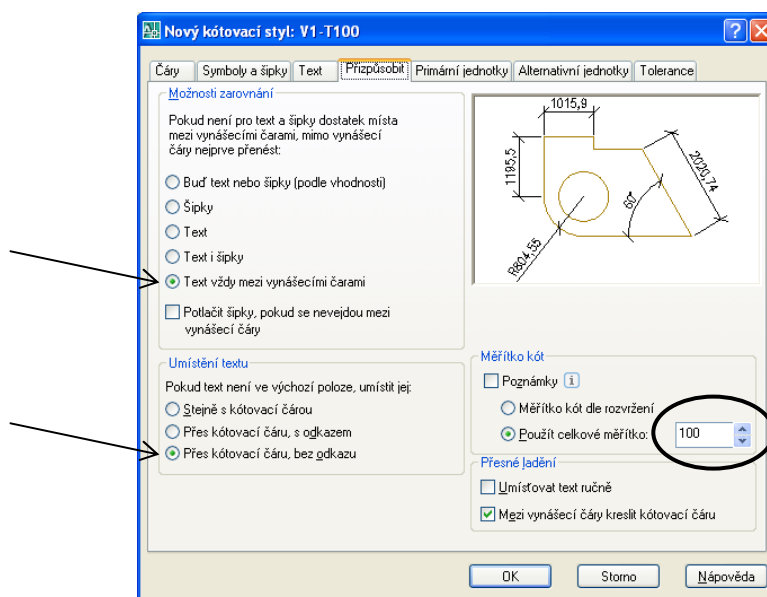 Nový kótovací styl: V1-T100
Čáry Symboly a šipky Text Přizpůsobit Primární jednotky Alternativní jednotky Tolerance
Možnosti zarovnání
Pokud není pro text a šipky dostatek místa
mezi vynášecími čarami, mimo vynášecí
čáry nejprve přenést:
Buď text nebo šipky (podle vhodnosti)
Šipky
Text
Text i šipky
Text vždy mezi vynášecími čarami
Potlačit šipky, pokud se nevejdou mezi
vynášecí čáry
Umístění textu
Pokud text není ve výchozí poloze, umístit jej:
Stejně s kótovací čárou
Přes kótovací čáru, s odkazem
Přes kótovací čáru, bez odkazu
1015,9
1195,5
2020,74
60°
R804,55
Měřítko kót
Poznámky
Měřítko kót dle rozvržení
Použít celkové měřítko: 100
Přesné ladění
Umísťovat text ručně
Mezi vynášecí čáry kreslit kótovací čáru
OK Storno Nápověda